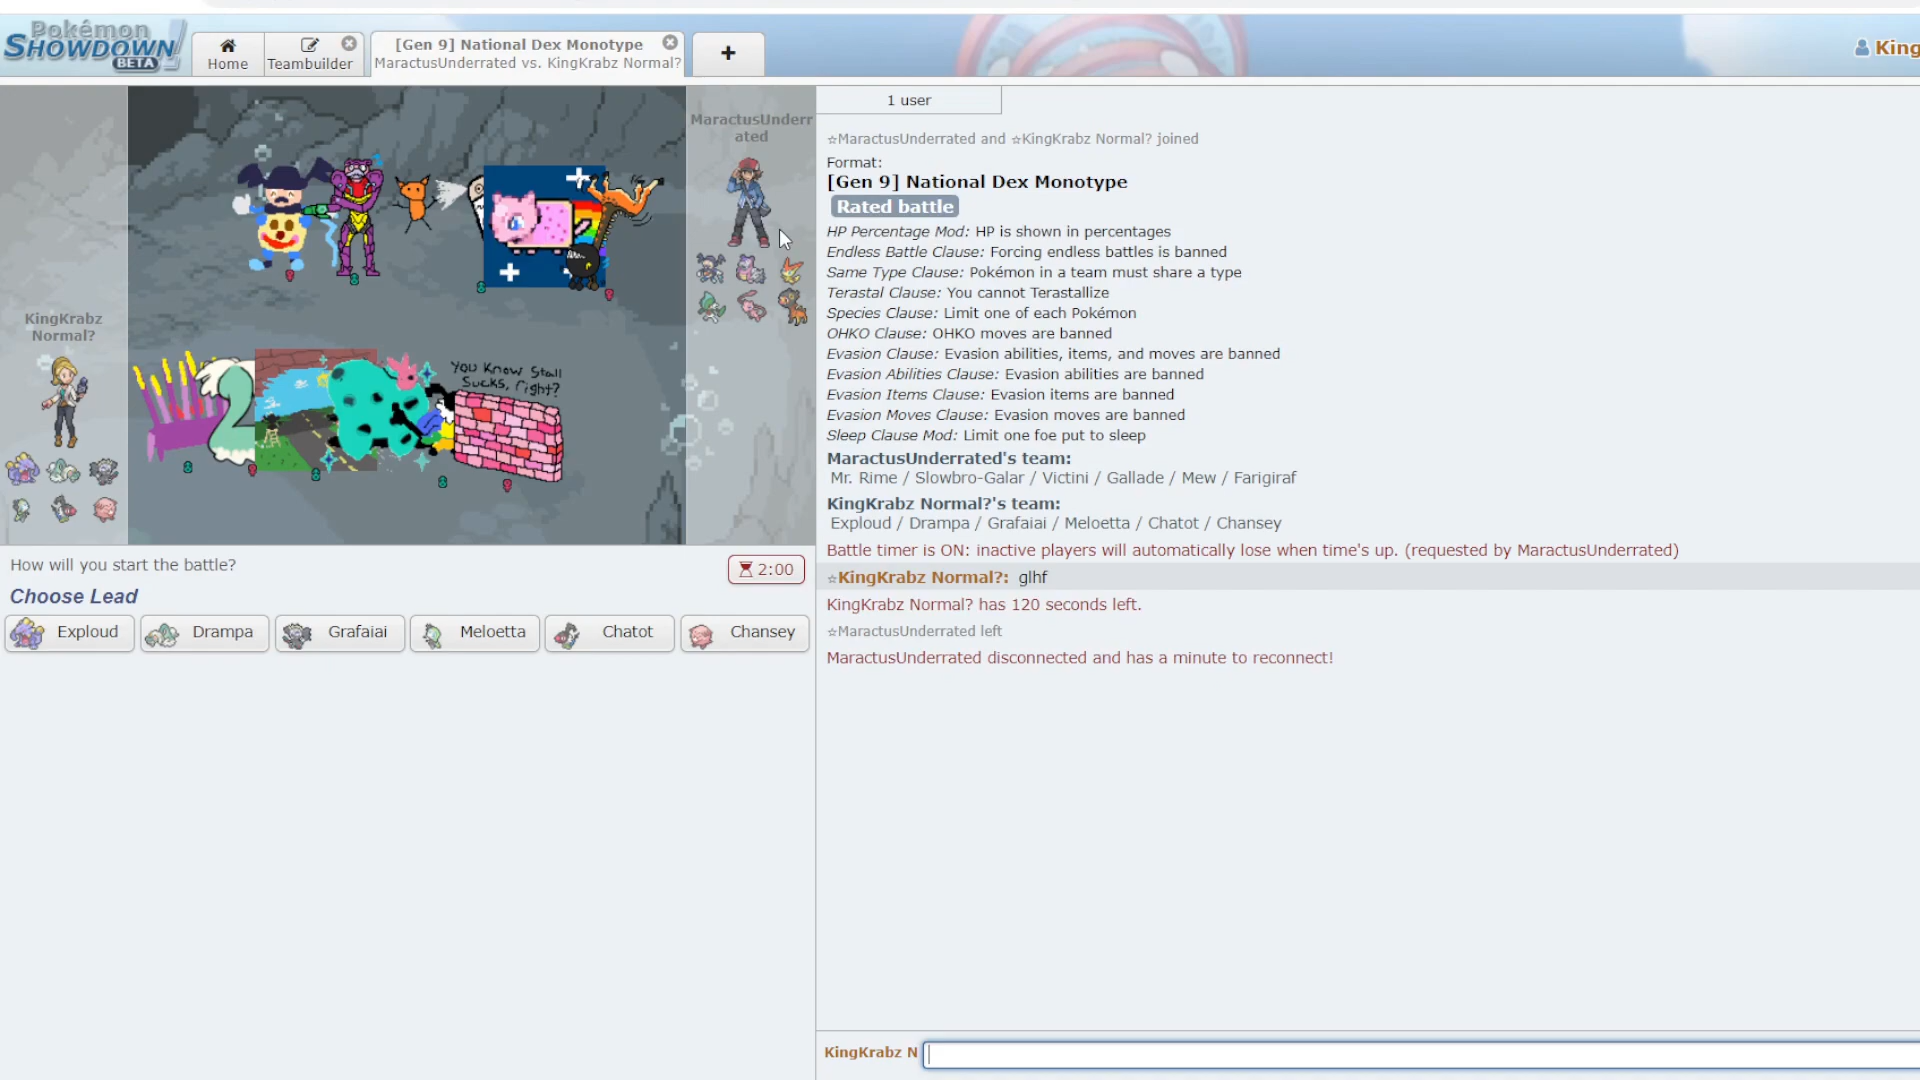 Pokémon
SHOWDOWN!
BETA
Home
Teambuilder
[Gen 9] National Dex Monotype
MaractusUnderrated vs. KingKrabz Normal?
+
King
MaractusUnderr
ated
KingKrabz
Normal?
You Know Stall
Sucks, right?
1 user
☆MaractusUnderrated and ☆KingKrabz Normal? joined
Format:
[Gen 9] National Dex Monotype
Rated battle
HP Percentage Mod: HP is shown in percentages
Endless Battle Clause: Forcing endless battles is banned
Same Type Clause: Pokémon in a team must share a type
Terastal Clause: You cannot Terastallize
Species Clause: Limit one of each Pokémon
OHKO Clause: OHKO moves are banned
Evasion Clause: Evasion abilities, items, and moves are banned
Evasion Abilities Clause: Evasion abilities are banned
Evasion Items Clause: Evasion items are banned
Evasion Moves Clause: Evasion moves are banned
Sleep Clause Mod: Limit one foe put to sleep
MaractusUnderrated's team:
Mr. Rime / Slowbro-Galar / Victini / Gallade / Mew / Farigiraf
KingKrabz Normal?'s team:
Exploud / Drampa / Grafaiai / Meloetta / Chatot / Chansey
Battle timer is ON: inactive players will automatically lose when time's up. (requested by MaractusUnderrated)
☆KingKrabz Normal?: glhf
KingKrabz Normal? has 120 seconds left.
☆MaractusUnderrated left
MaractusUnderrated disconnected and has a minute to reconnect!
How will you start the battle?
2:00
Choose Lead
Exploud
Drampa
Grafaiai
Meloetta
Chatot
Chansey
KingKrabz N